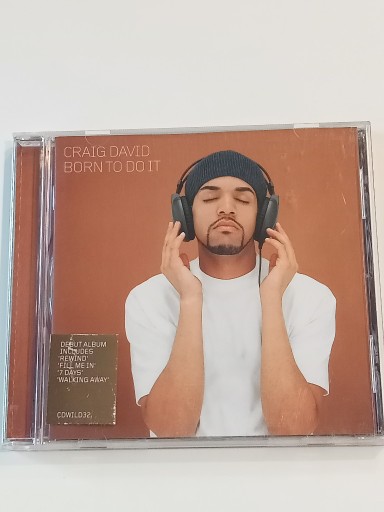 CRAIG DAVID
BORN TO DO IT
DEBUT ALBUM
INCLUDES
'REWIND'
'FILL ME IN'
'7 DAYS'
'WALKING AWAY'
CDWILD32